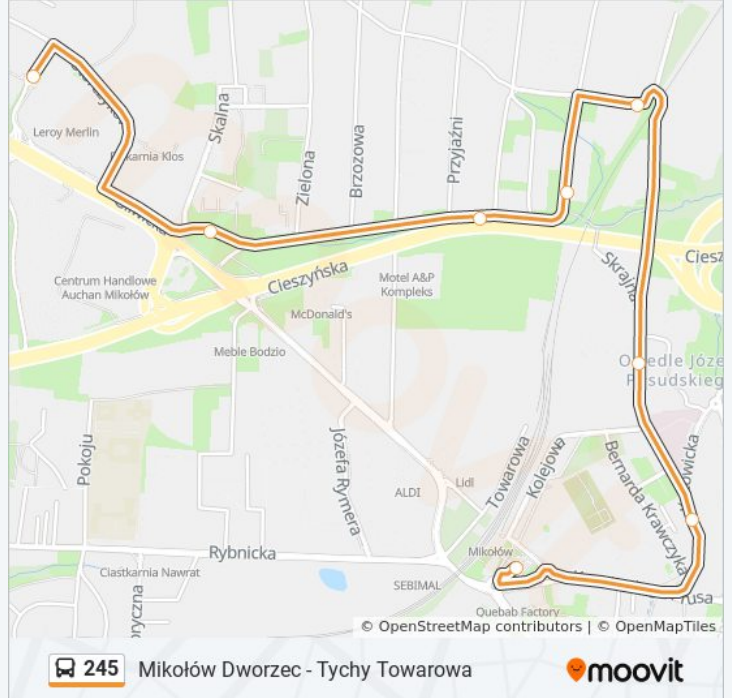 Leroy Merlin
Skalna
Zielona
Brzozowa
Przyjaźni
Cieszyńska
Skrajna
Centrum Handlowe
Auchan Mikołów
Motel A&P
Kompleks
McDonald's
Meble Bodzio
Pokoju
Józefa Rymera
Towarowa
Kolejowa
Bernarda Krawczyka
Lidl
ALDI
Rybnicka
Mikołów
Ciastkarnia Nawrat
SEBIMAL
Quebab Factory
© OpenStreetMap contributors | © OpenMapTiles
245 Mikołów Dworzec - Tychy Towarowa
moovit